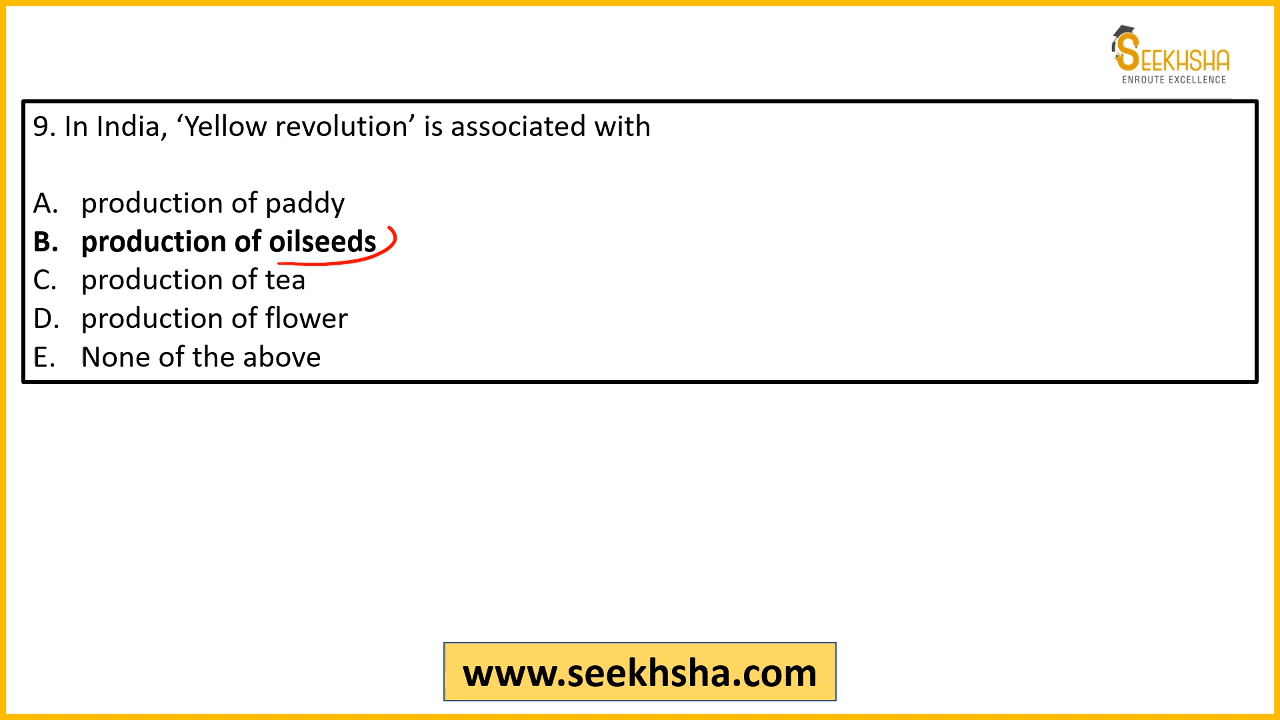 SEEKHSHA
ENROUTE EXCELLENCE
9. In India, ‘Yellow revolution’ is associated with
A. production of paddy
B. production of oilseeds
C. production of tea
D. production of flower
E. None of the above
www.seekhsha.com